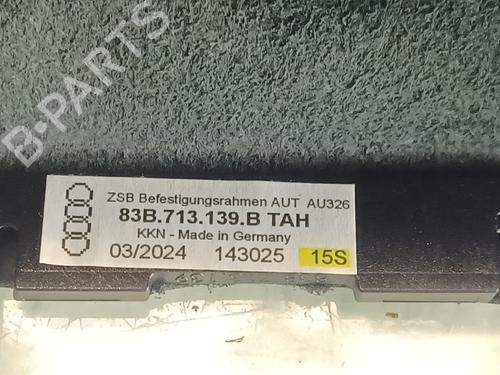 B-PARTS
ZSB Befestigungsrahmen AUT AU326
83B.713.139.B TAH
KKN - Made in Germany
03/2024 143025 15S